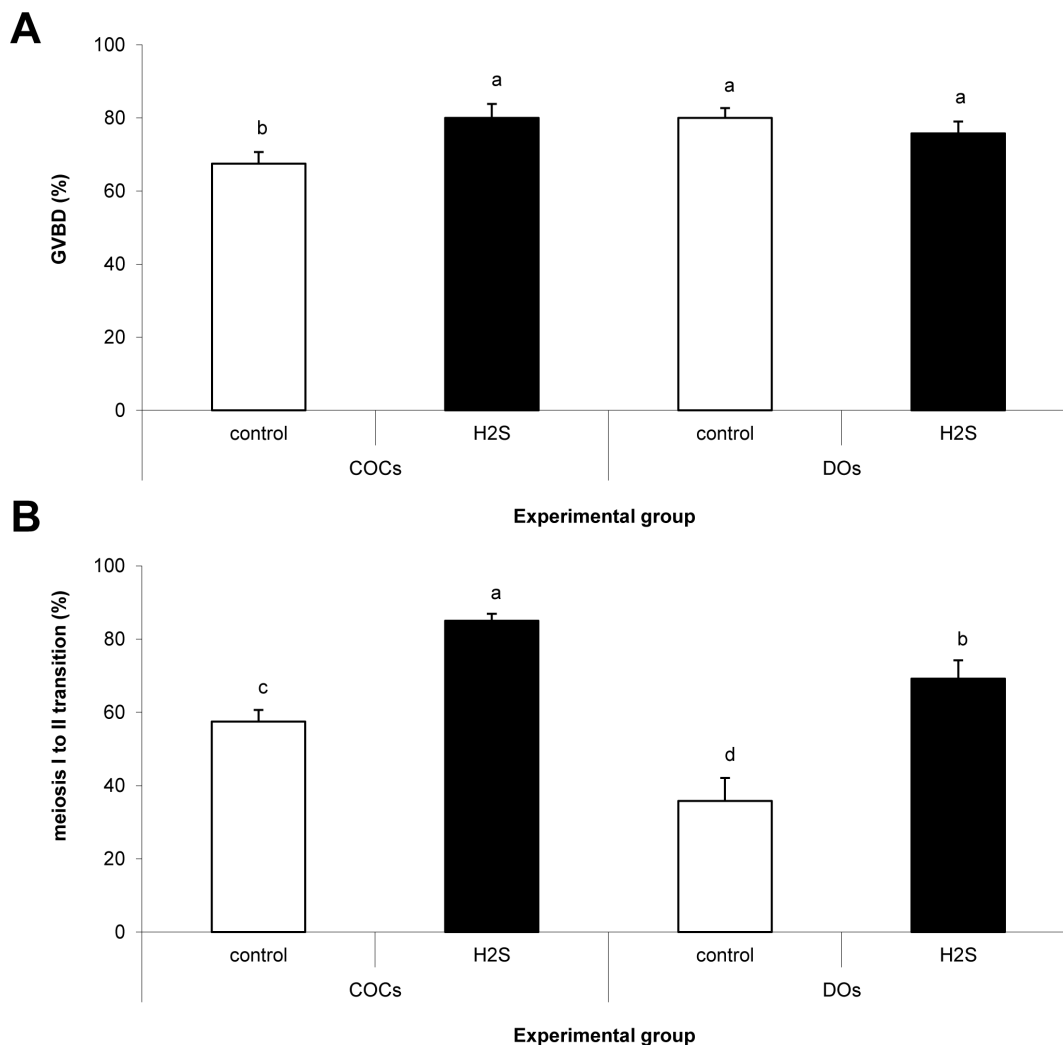 A
100
80
60
40
20
0
GVBD (%)
b
a
a
a
control H2S control H2S
COCs DOs
Experimental group
B
100
80
60
40
20
0
meiosis I to II transition (%)
c
a
d
b
control H2S control H2S
COCs DOs
Experimental group